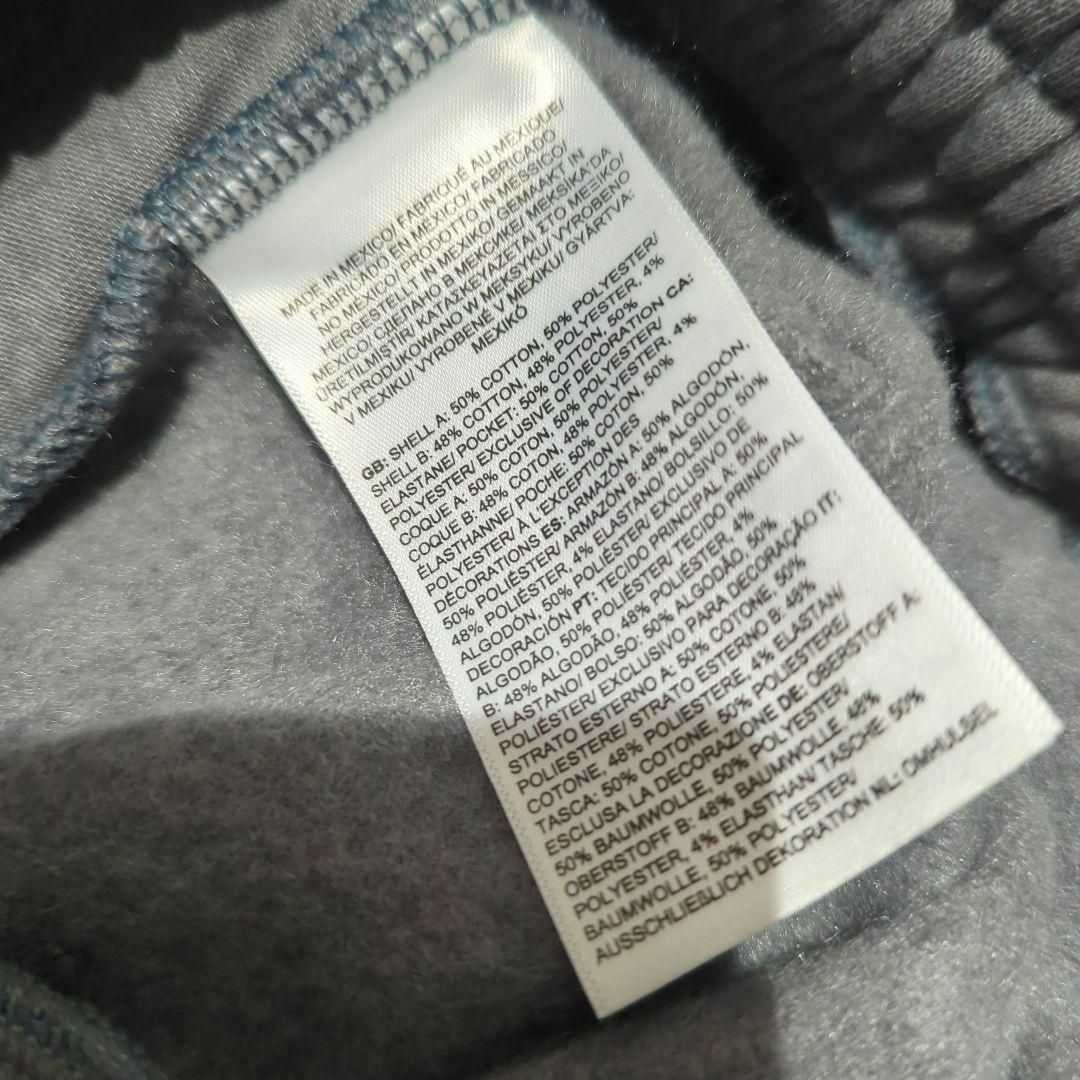 MADE IN MEXICO/ FABRIQUÉ AU MEXIQUE/
FABRICADO EN MÉXICO/ FABRICADO
NO MÉXICO/ PRODOTTO IN MESSICO/
HERGESTELLT IN MEXIKO/ GEMAAKT IN
MEXICO/ СДЕЛАНО В МЕКСИКЕ/ MEKSİKA'DA
ÜRETİLMİŞTİR/ ΚΑΤΑΣΚΕΥΑΖΕΤΑΙ ΣΤΟ ΜΕΞΙΚΟ/
WYPRODUKOWANO W MEKSYKU/ VYROBENO
V MEXIKU/ VYROBENÉ V MEXIKU/ GYÁRTVA:
MEXIKÓ
GB: SHELL A: 50% COTTON, 50% POLYESTER/
SHELL B: 48% COTTON, 48% POLYESTER, 4%
ELASTANE/ POCKET: 50% COTTON, 50%
POLYESTER/ EXCLUSIVE OF DECORATION CA:
COQUE A: 50% COTON, 50% POLYESTER/
COQUE B: 48% COTON, 48% POLYESTER, 4%
ÉLASTHANNE/ POCHE: 50% COTON, 50%
POLYESTER/ À L'EXCEPTION DES
DÉCORATIONS ES: ARMAZÓN A: 50% ALGODÓN,
50% POLIÉSTER/ ARMAZÓN B: 48% ALGODÓN,
48% POLIÉSTER, 4% ELASTANO/ BOLSILLO: 50%
ALGODÓN, 50% POLIÉSTER/ EXCLUSIVO DE
DECORACIÓN PT: TECIDO PRINCIPAL A: 50%
ALGODÃO, 50% POLIÉSTER/ TECIDO PRINCIPAL
B: 48% ALGODÃO, 48% POLIÉSTER, 4%
ELASTANO/ BOLSO: 50% ALGODÃO, 50%
POLIÉSTER/ EXCLUSIVO PARA DECORAÇÃO IT:
STRATO ESTERNO A: 50% COTONE, 50%
POLIESTERE/ STRATO ESTERNO B: 48%
COTONE, 48% POLIESTERE, 4% ELASTAN/
TASCA: 50% COTONE, 50% POLIESTERE/
ESCLUSA LA DECORAZIONE DE: OBERSTOFF A:
50% BAUMWOLLE, 50% POLYESTER/
OBERSTOFF B: 48% BAUMWOLLE, 48%
POLYESTER, 4% ELASTHAN/ TASCHE: 50%
BAUMWOLLE, 50% POLYESTER/
AUSSCHLIEẞLICH DEKORATION NL: OMHULSEL